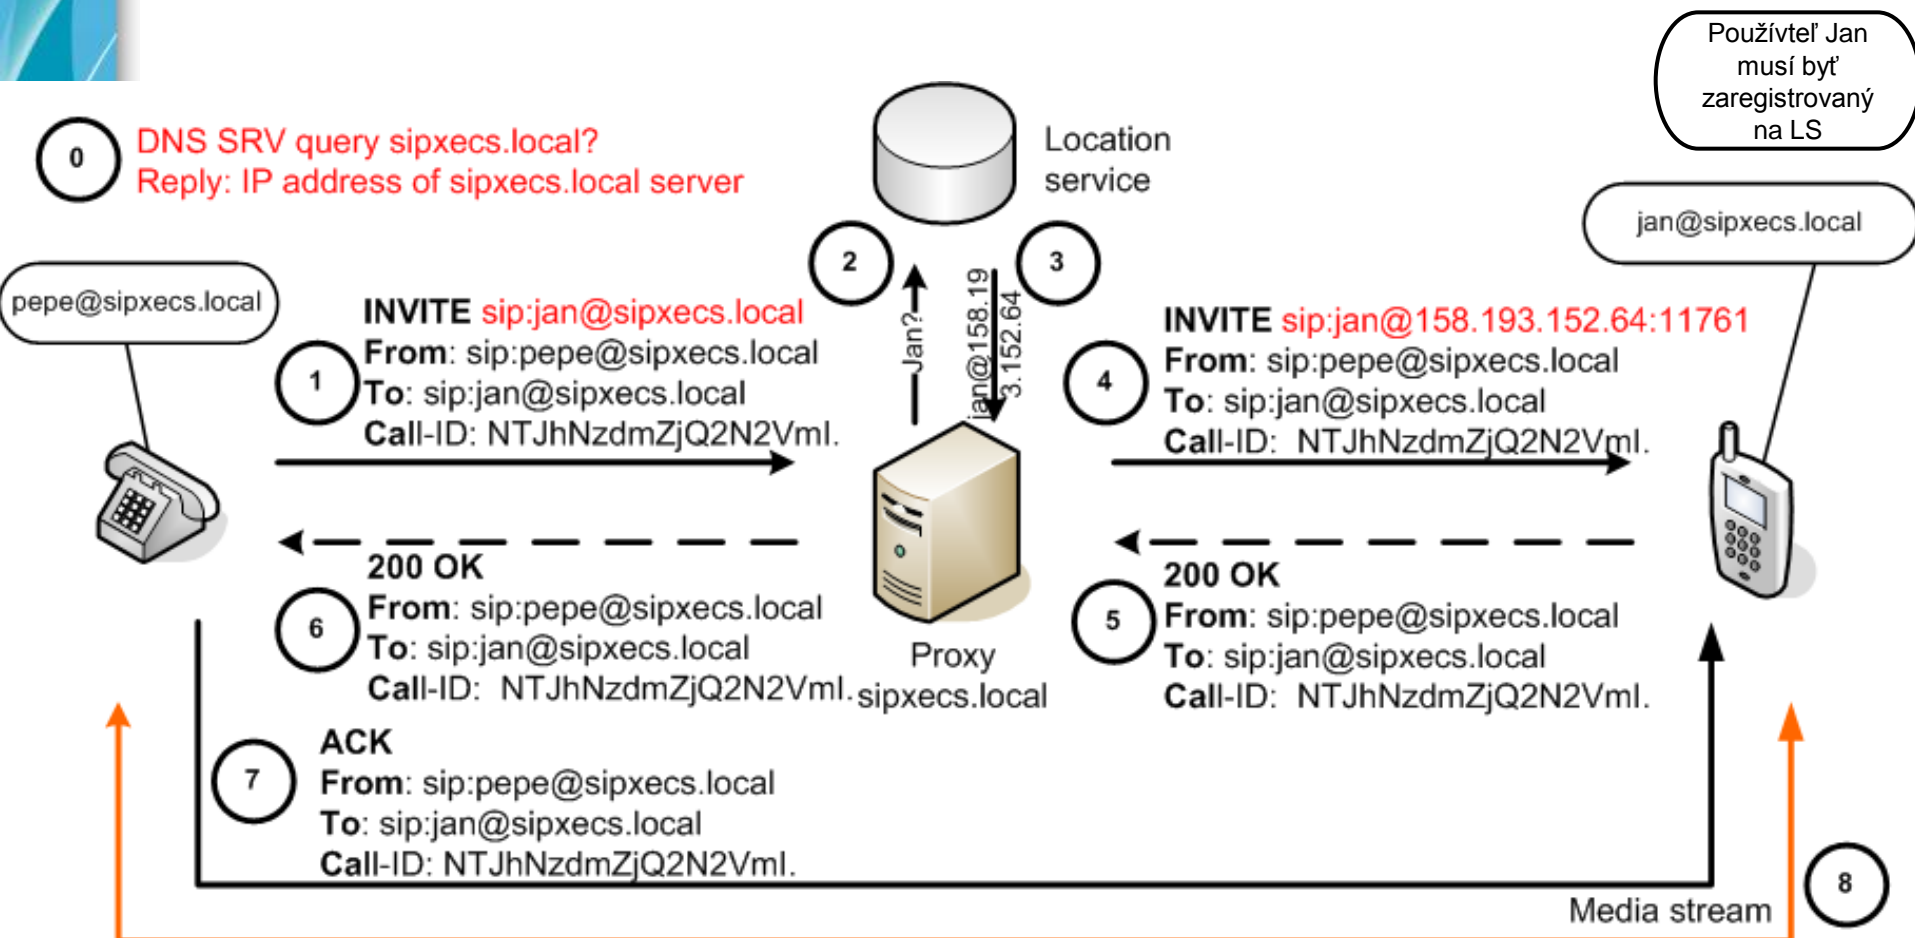 Používteľ Jan
musí byť
zaregistrovaný
na LS
0
DNS SRV query sipxecs.local?
Reply: IP address of sipxecs.local server
Location
service
jan@sipxecs.local
pepe@sipxecs.local
2
3
Jan?
jan@158.19
3.152.64
1
INVITE sip:jan@sipxecs.local
From: sip:pepe@sipxecs.local
To: sip:jan@sipxecs.local
Call-ID: NTJhNzdmZjQ2N2VmI.
4
INVITE sip:jan@158.193.152.64:11761
From: sip:pepe@sipxecs.local
To: sip:jan@sipxecs.local
Call-ID: NTJhNzdmZjQ2N2VmI.
6
200 OK
From: sip:pepe@sipxecs.local
To: sip:jan@sipxecs.local
Call-ID: NTJhNzdmZjQ2N2VmI.
Proxy
sipxecs.local
5
200 OK
From: sip:pepe@sipxecs.local
To: sip:jan@sipxecs.local
Call-ID: NTJhNzdmZjQ2N2VmI.
7
ACK
From: sip:pepe@sipxecs.local
To: sip:jan@sipxecs.local
Call-ID: NTJhNzdmZjQ2N2VmI.
8
Media stream